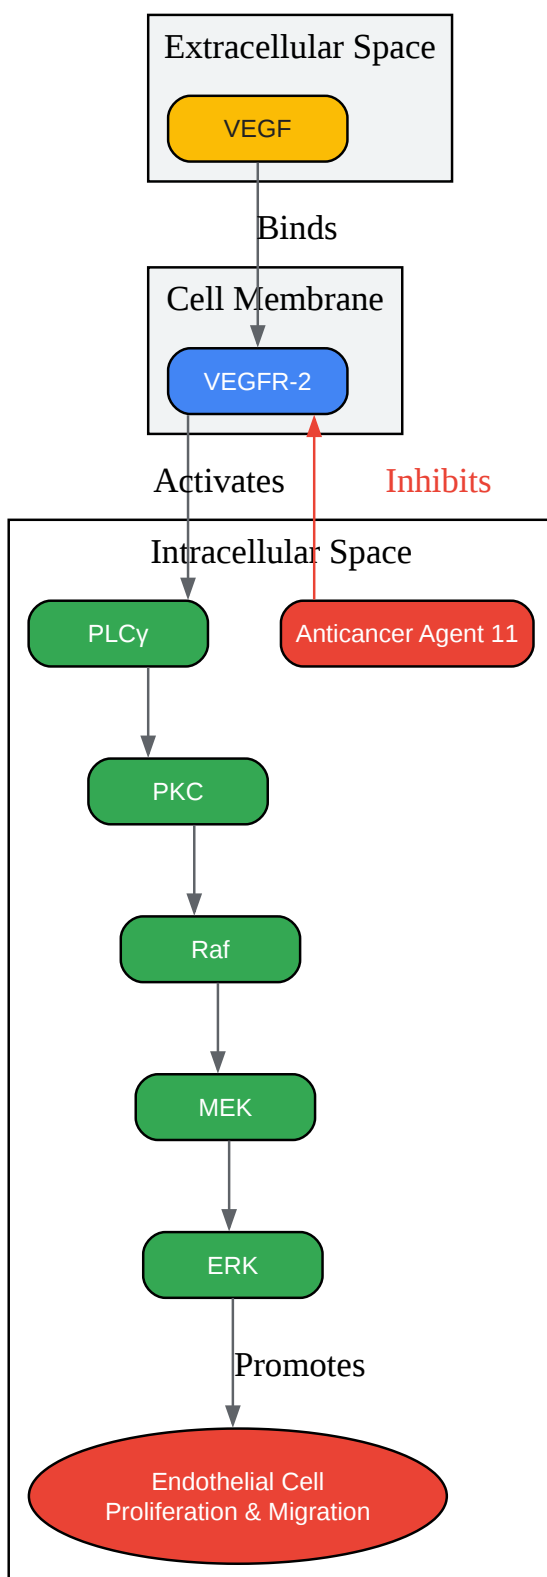 Extracellular Space
VEGF
Binds
Cell Membrane
VEGFR-2
Activates
Inhibits
Intracellular Space
PLCγ
Anticancer Agent 11
PKC
Raf
MEK
ERK
Promotes
Endothelial Cell
Proliferation & Migration